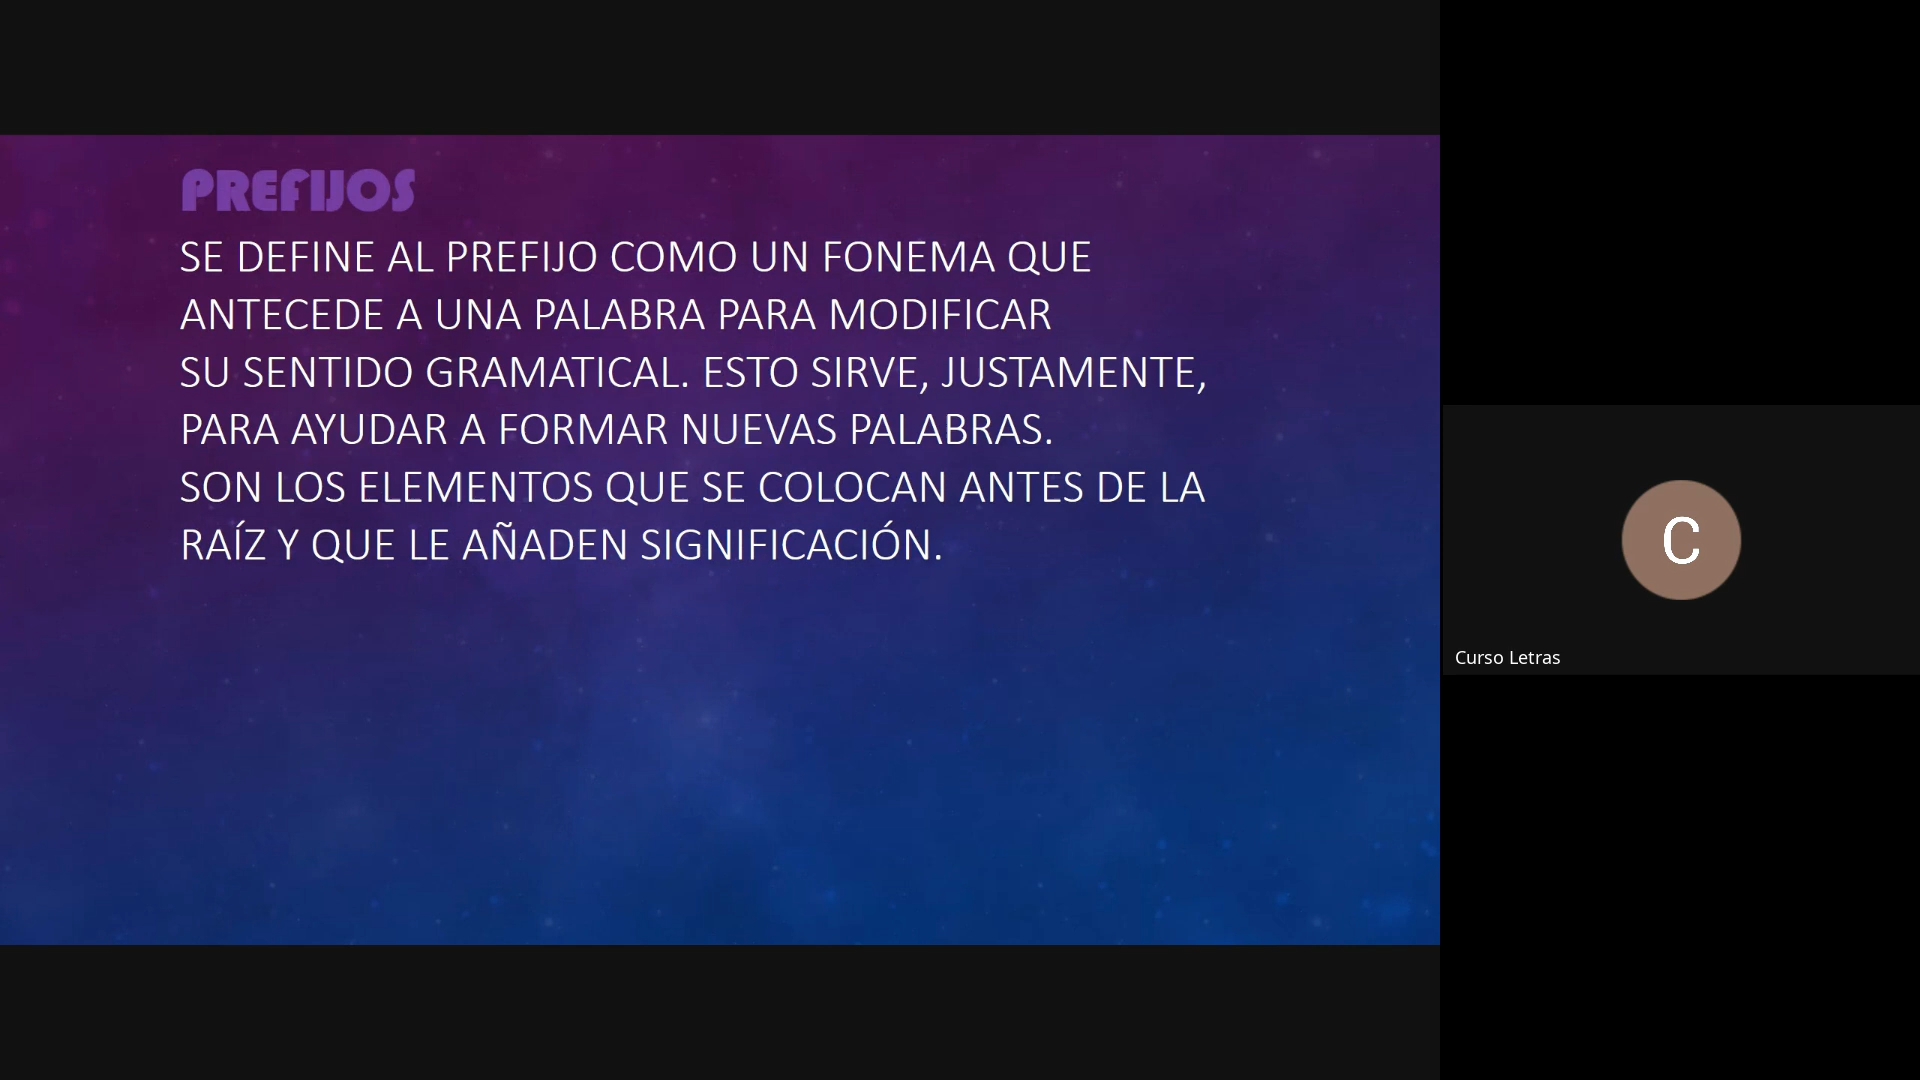 PREFIJOS
SE DEFINE AL PREFIJO COMO UN FONEMA QUE
ANTECEDE A UNA PALABRA PARA MODIFICAR
SU SENTIDO GRAMATICAL. ESTO SIRVE, JUSTAMENTE,
PARA AYUDAR A FORMAR NUEVAS PALABRAS.
SON LOS ELEMENTOS QUE SE COLOCAN ANTES DE LA
RAÍZ Y QUE LE AÑADEN SIGNIFICACIÓN.
C
Curso Letras